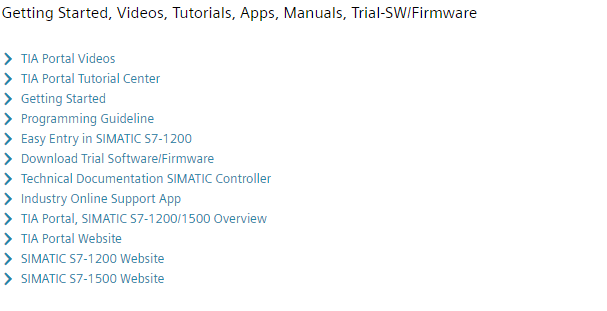 Getting Started, Videos, Tutorials, Apps, Manuals, Trial-SW/Firmware
TIA Portal Videos
TIA Portal Tutorial Center
Getting Started
Programming Guideline
Easy Entry in SIMATIC S7-1200
Download Trial Software/Firmware
Technical Documentation SIMATIC Controller
Industry Online Support App
TIA Portal, SIMATIC S7-1200/1500 Overview
TIA Portal Website
SIMATIC S7-1200 Website
SIMATIC S7-1500 Website